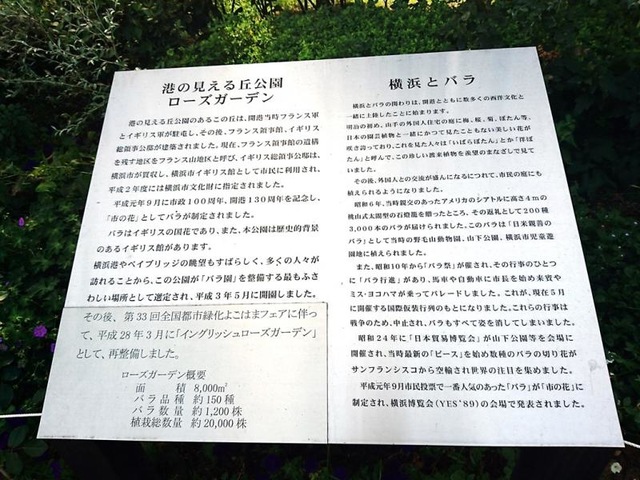 港の見える丘公園
ローズガーデン
港の見える丘公園のあるこの丘は、開港当時フランス軍
とイギリス軍が駐屯し、その後、フランス領事館、イギリス
総領事公邸が建築されました。現在、フランス領事館の遺構
を残す地区をフランス山地区と呼び、イギリス総領事公邸は、
横浜市が買収し、横浜市イギリス館として市民に利用され、
平成２年度には横浜市文化財に指定されました。
平成元年９月に市政100周年、開港130周年を記念し、
「市の花」としてバラが制定されました。
バラはイギリスの国花であり、また、本公園は歴史的背景
のあるイギリス館があります。
横浜港やベイブリッジの眺望もすばらしく、多くの人々が
訪れることから、この公園が「バラ園」を整備する最もふさ
わしい場所として選定され、平成３年５月に開園しました。
その後、第33回全国都市緑化よこはまフェアに伴っ
て、平成28年３月に「イングリッシュローズガーデン」
として、再整備しました。
ローズガーデン概要
面積 8,000㎡
バラ品種 約150種
バラ数量 約1,200株
植栽総数量 約20,000株
横浜とバラ
横浜とバラの関わりは、開港とともに数多くの西洋文化と
一緒に上陸したことに始まります。
明治の初め、山手の外国人住宅の庭に梅、桜、菊、ぼたん等、
日本の園芸植物と一緒にかつて見たこともない美しい花が
咲き誇っており、これを見た人々は「いばらぼたん」とか「洋ぼ
たん」と呼んで、この珍しい渡来植物を羨望のまなざしで見て
いました。
その後、外国人との交流が盛んになるにつれて、市民の庭にも
植えられるようになりました。
昭和６年、当時親交のあったアメリカのシアトルに高さ４ｍの
桃山式大園型の石燈籠を贈ったところ、その返礼として200種
3,000本のバラが届けられました。このバラは「日米親善の
バラ」として当時の野毛山動物園、山下公園、横浜市児童遊
園地に植えられました。
また、昭和10年から「バラ祭」が催され、その行事のひとつ
に「バラ行進」があり、馬車や自動車に市長を始め来賓や
ミス・ヨコハマが乗ってパレードしました。これが、現在５月
に開催する国際仮装行列のもとになりました。これらの行事は
戦争のため、中止され、バラもすべて姿を消してしまいました。
昭和24年に「日本貿易博覧会」が山下公園等を会場に
開催され、当時最新の「ピース」を始め数種のバラの切り花が
サンフランシスコから空輸され世界の注目を集めました。
平成元年９月市民投票で一番人気のあった「バラ」が「市の花」に
制定され、横浜博覧会(YES'89)の会場で発表されました。